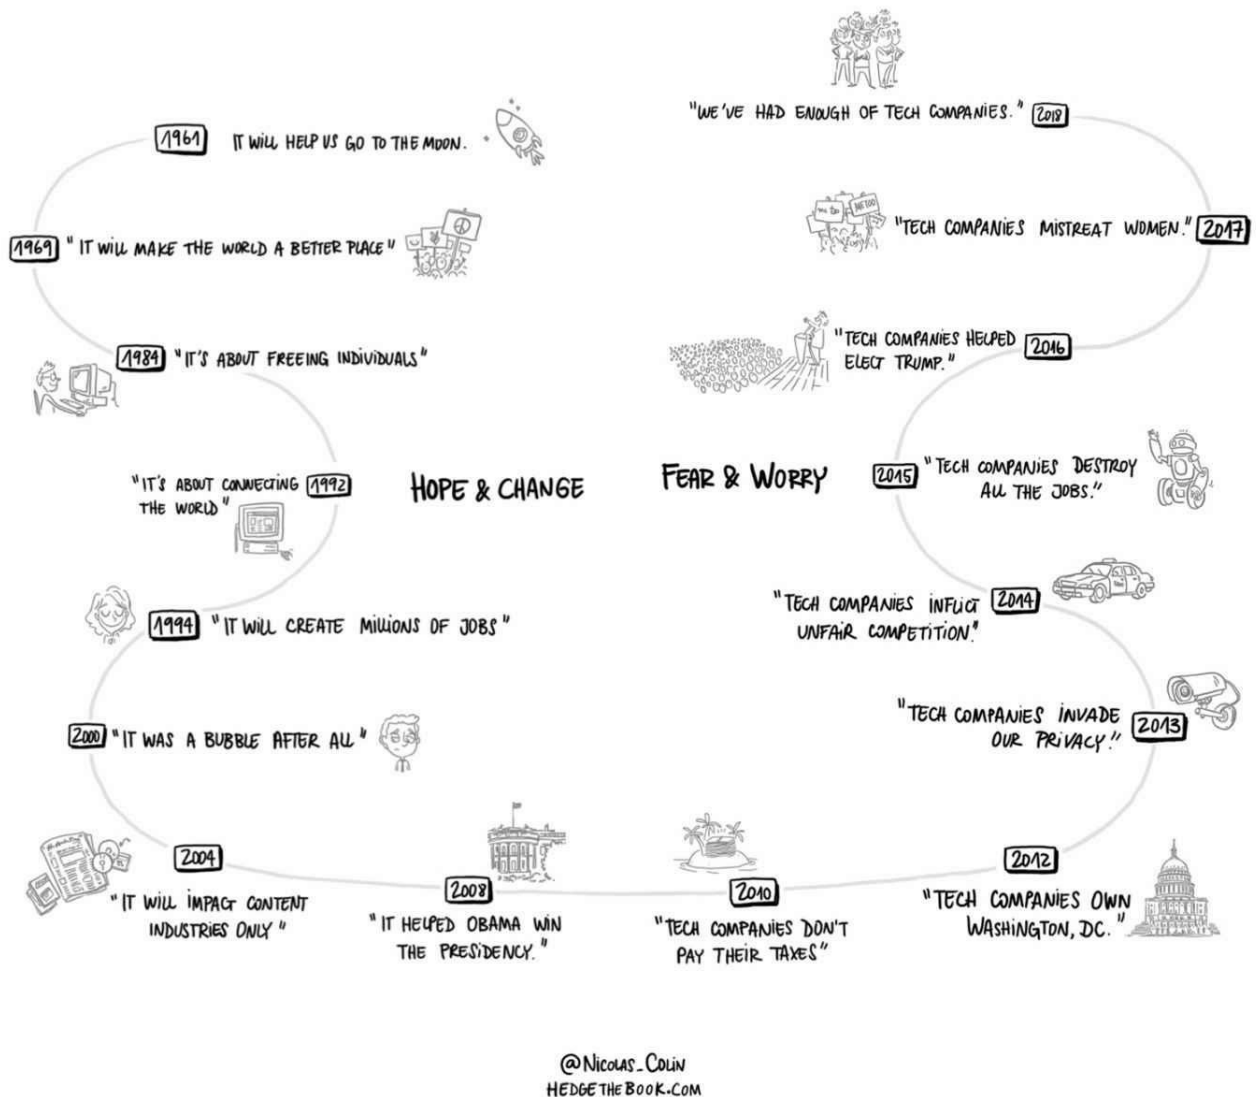 1961
IT WILL HELP US GO TO THE MOON.
1969
"IT WILL MAKE THE WORLD A BETTER PLACE"
1984
"IT'S ABOUT FREEING INDIVIDUALS"
"IT'S ABOUT CONNECTING
THE WORLD"
1992
HOPE & CHANGE
1994
"IT WILL CREATE MILLIONS OF JOBS"
2000
"IT WAS A BUBBLE AFTER ALL"
2004
"IT WILL IMPACT CONTENT
INDUSTRIES ONLY"
2008
"IT HELPED OBAMA WIN
THE PRESIDENCY."
2010
"TECH COMPANIES DON'T
PAY THEIR TAXES"
2012
"TECH COMPANIES OWN
WASHINGTON, DC."
"TECH COMPANIES INVADE
OUR PRIVACY."
2013
"TECH COMPANIES INFLICT
UNFAIR COMPETITION."
2014
FEAR & WORRY
2015
"TECH COMPANIES DESTROY
ALL THE JOBS."
"TECH COMPANIES HELPED
ELECT TRUMP."
2016
METOO
"TECH COMPANIES MISTREAT WOMEN."
2017
"WE'VE HAD ENOUGH OF TECH COMPANIES."
2018
@NICOLAS_COLIN
HEDGETHEBOOK.COM